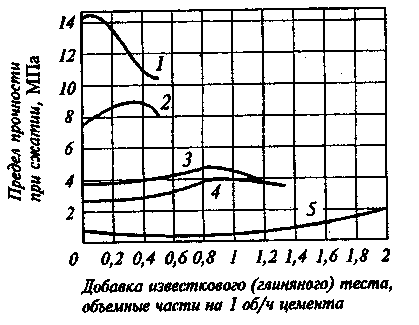 Предел прочности
при сжатии, МПа
14
12
10
8
6
4
2
1
2
3
4
5
0 0,2 0,4 0,6 0,8 1 1,2 1,4 1,6 1,8 2
Добавка известкового (глиняного) теста,
объемные части на 1 об/ч цемента